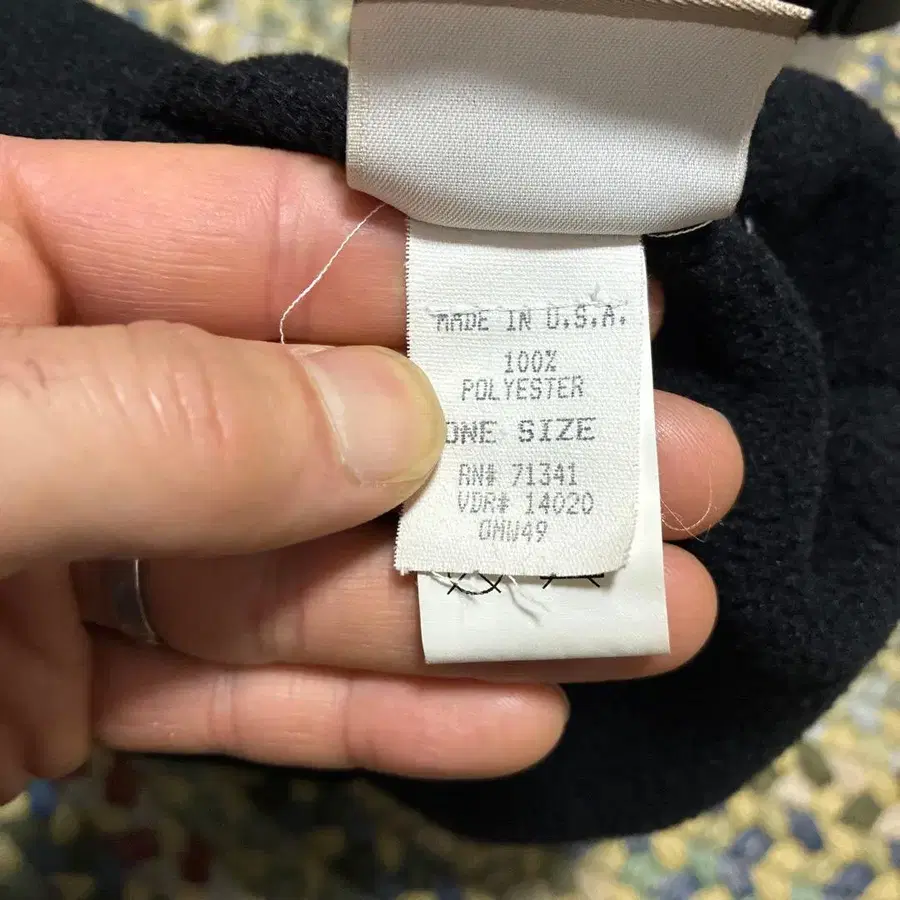 MADE IN U.S.A.
100%
POLYESTER
ONE SIZE
RN# 71341
VDR# 14020
OMW49